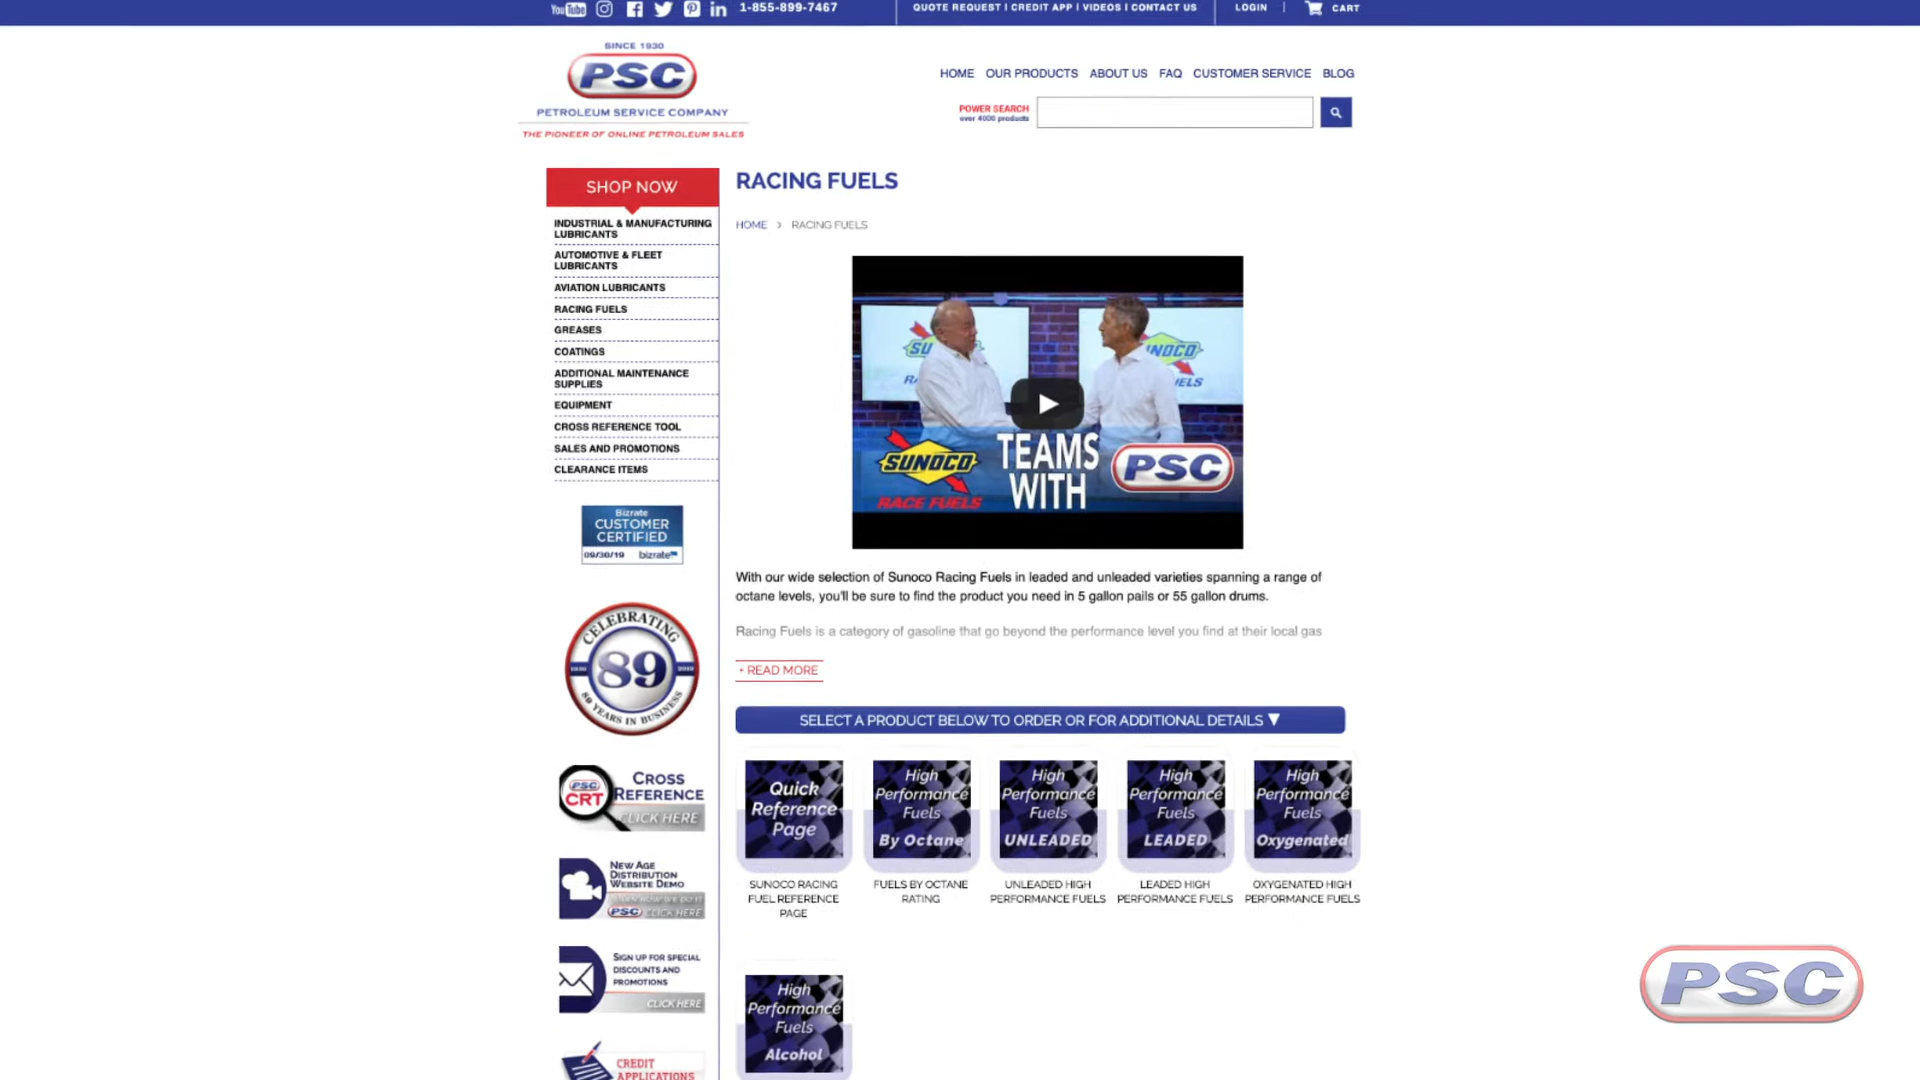 You Tube
1-855-899-7467
QUOTE REQUEST | CREDIT APP | VIDEOS | CONTACT US
LOGIN |
CART
SINCE 1930
PSC
PETROLEUM SERVICE COMPANY
THE PIONEER OF ONLINE PETROLEUM SALES
HOME OUR PRODUCTS ABOUT US FAQ CUSTOMER SERVICE BLOG
POWER SEARCH
over 4000 products
SHOP NOW
INDUSTRIAL & MANUFACTURING
LUBRICANTS
AUTOMOTIVE & FLEET
LUBRICANTS
AVIATION LUBRICANTS
RACING FUELS
GREASES
COATINGS
ADDITIONAL MAINTENANCE
SUPPLIES
EQUIPMENT
CROSS REFERENCE TOOL
SALES AND PROMOTIONS
CLEARANCE ITEMS
Bizrate
CUSTOMER
CERTIFIED
09/30/19 bizrate
CELEBRATING
89
89 YEARS IN BUSINESS
PSC
CRT
CROSS
REFERENCE
CLICK HERE
NEW AGE
DISTRIBUTION
WEBSITE DEMO
PSC CLICK HERE
SIGN UP FOR SPECIAL
DISCOUNTS AND
PROMOTIONS
CLICK HERE
CREDIT
APPLICATIONS
RACING FUELS
HOME > RACING FUELS
SUNOCO
RACE FUELS
TEAMS
WITH
PSC
With our wide selection of Sunoco Racing Fuels in leaded and unleaded varieties spanning a range of
octane levels, you'll be sure to find the product you need in 5 gallon pails or 55 gallon drums.
Racing Fuels is a category of gasoline that go beyond the performance level you find at their local gas
+ READ MORE
SELECT A PRODUCT BELOW TO ORDER OR FOR ADDITIONAL DETAILS ▼
Quick
Reference
Page
SUNOCO RACING
FUEL REFERENCE
PAGE
High
Performance
Fuels
By Octane
FUELS BY OCTANE
RATING
High
Performance
Fuels
UNLEADED
UNLEADED HIGH
PERFORMANCE FUELS
High
Performance
Fuels
LEADED
LEADED HIGH
PERFORMANCE FUELS
High
Performance
Fuels
Oxygenated
OXYGENATED HIGH
PERFORMANCE FUELS
High
Performance
Fuels
Alcohol
PSC